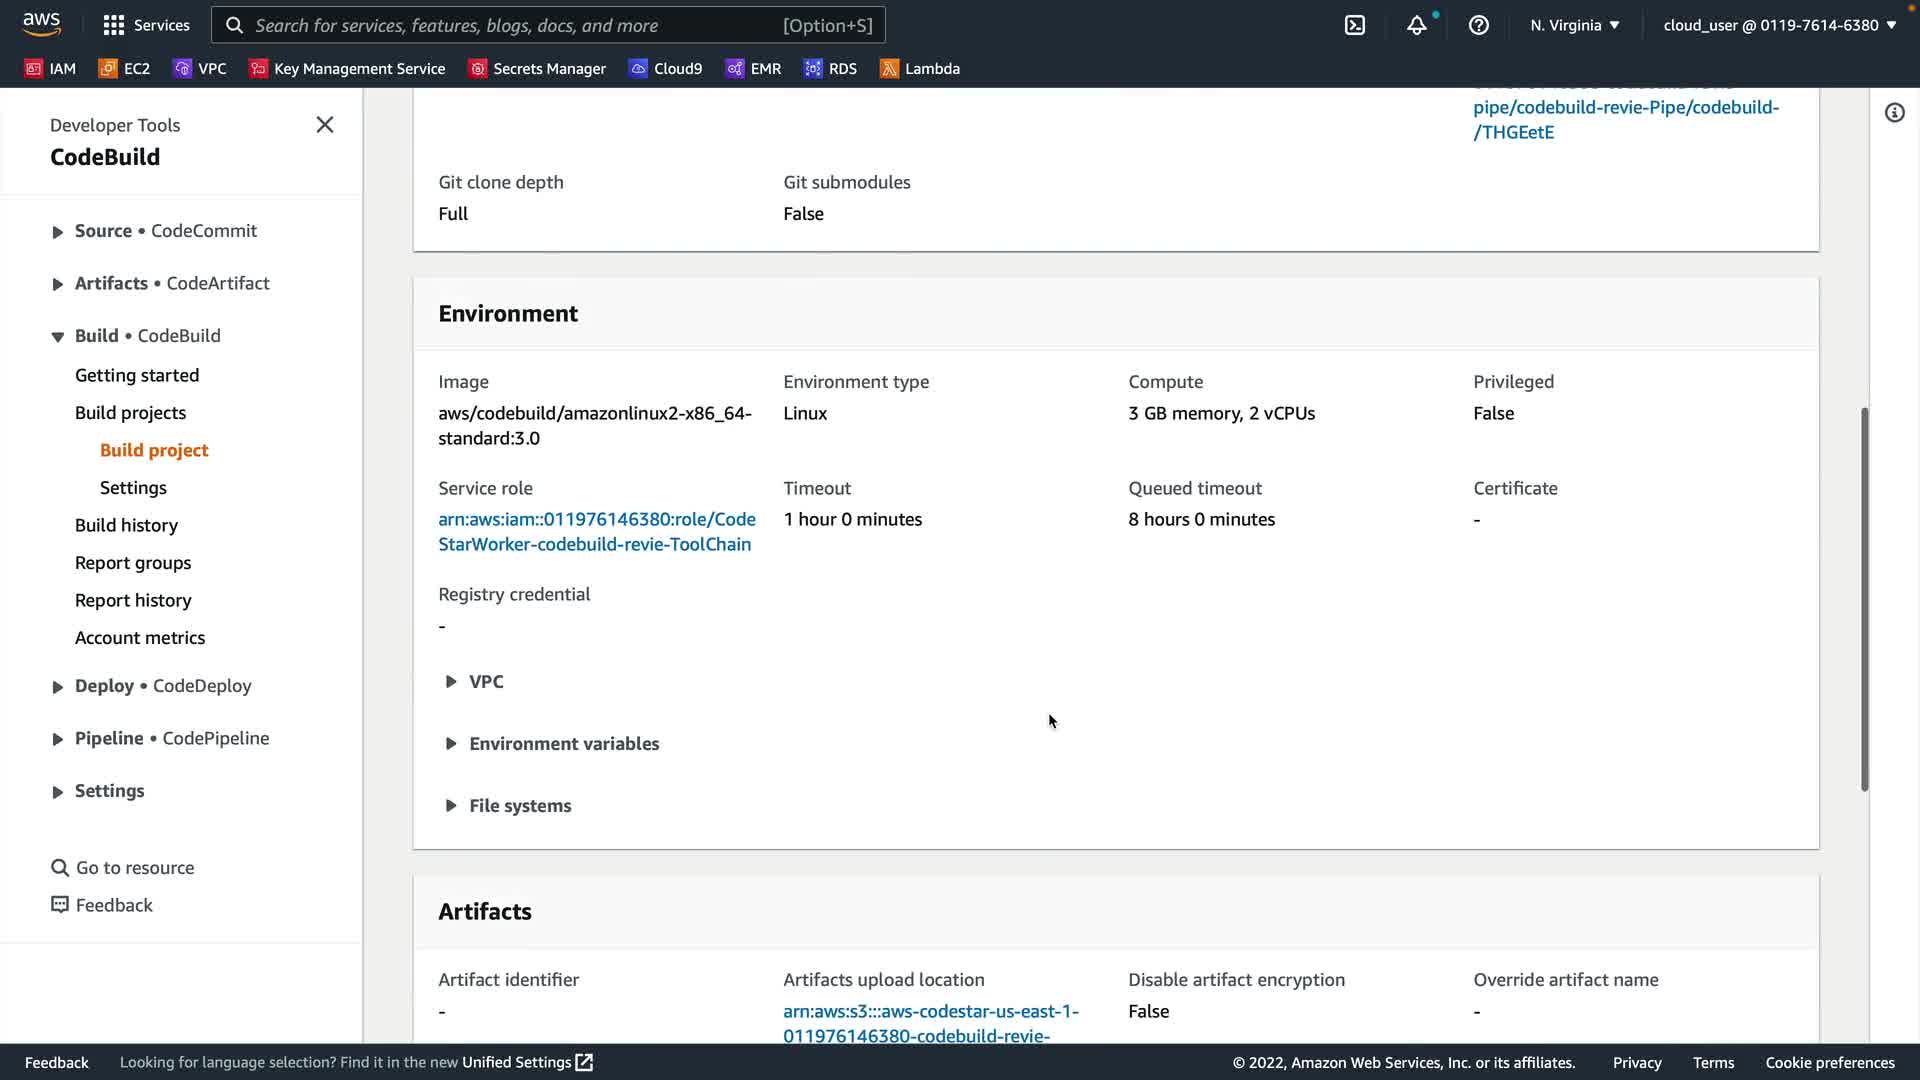 aws
Services
Search for services, features, blogs, docs, and more
[Option+S]
N. Virginia
cloud_user @ 0119-7614-6380
IAM
EC2
VPC
Key Management Service
Secrets Manager
Cloud9
EMR
RDS
Lambda
Developer Tools
CodeBuild
Source • CodeCommit
Artifacts • CodeArtifact
Build • CodeBuild
Getting started
Build projects
Build project
Settings
Build history
Report groups
Report history
Account metrics
Deploy • CodeDeploy
Pipeline • CodePipeline
Settings
Go to resource
Feedback
pipe/codebuild-revie-Pipe/codebuild-
/THGEetE
Git clone depth
Full
Git submodules
False
Environment
Image
aws/codebuild/amazonlinux2-x86_64-
standard:3.0
Environment type
Linux
Compute
3 GB memory, 2 vCPUs
Privileged
False
Service role
arn:aws:iam::011976146380:role/Code
StarWorker-codebuild-revie-ToolChain
Timeout
1 hour 0 minutes
Queued timeout
8 hours 0 minutes
Certificate
-
Registry credential
-
VPC
Environment variables
File systems
Artifacts
Artifact identifier
-
Artifacts upload location
arn:aws:s3:::aws-codestar-us-east-1-
011976146380-codebuild-revie-
Disable artifact encryption
False
Override artifact name
-
Feedback
Looking for language selection? Find it in the new Unified Settings
© 2022, Amazon Web Services, Inc. or its affiliates.
Privacy
Terms
Cookie preferences